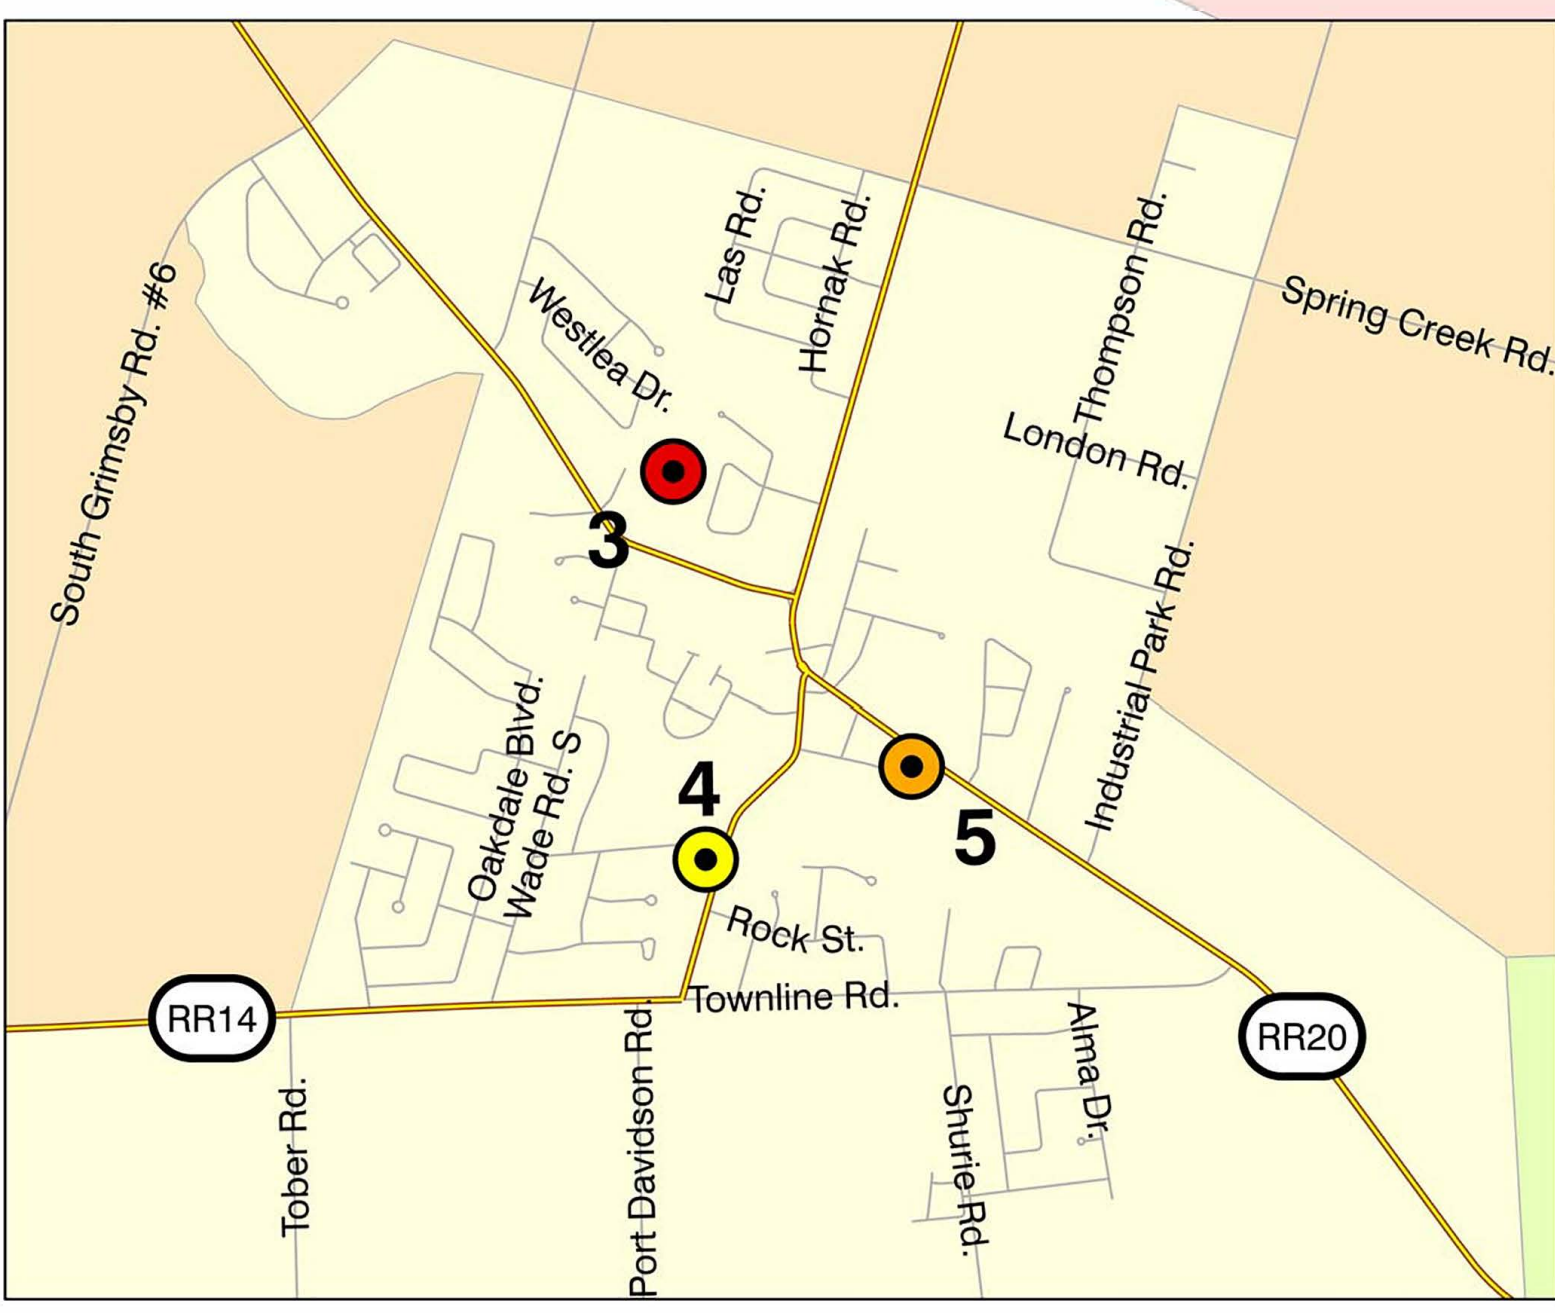 Las Rd.
Hornak Rd.
Thompson Rd.
South Grimsby Rd. #6
Westlea Dr.
Spring Creek Rd.
London Rd.
3
Industrial Park Rd.
Oakdale Blvd.
Wade Rd. S
4
5
Rock St.
Townline Rd.
RR14
RR20
Tober Rd.
Port Davidson Rd.
Shurie Rd.
Alma Dr.